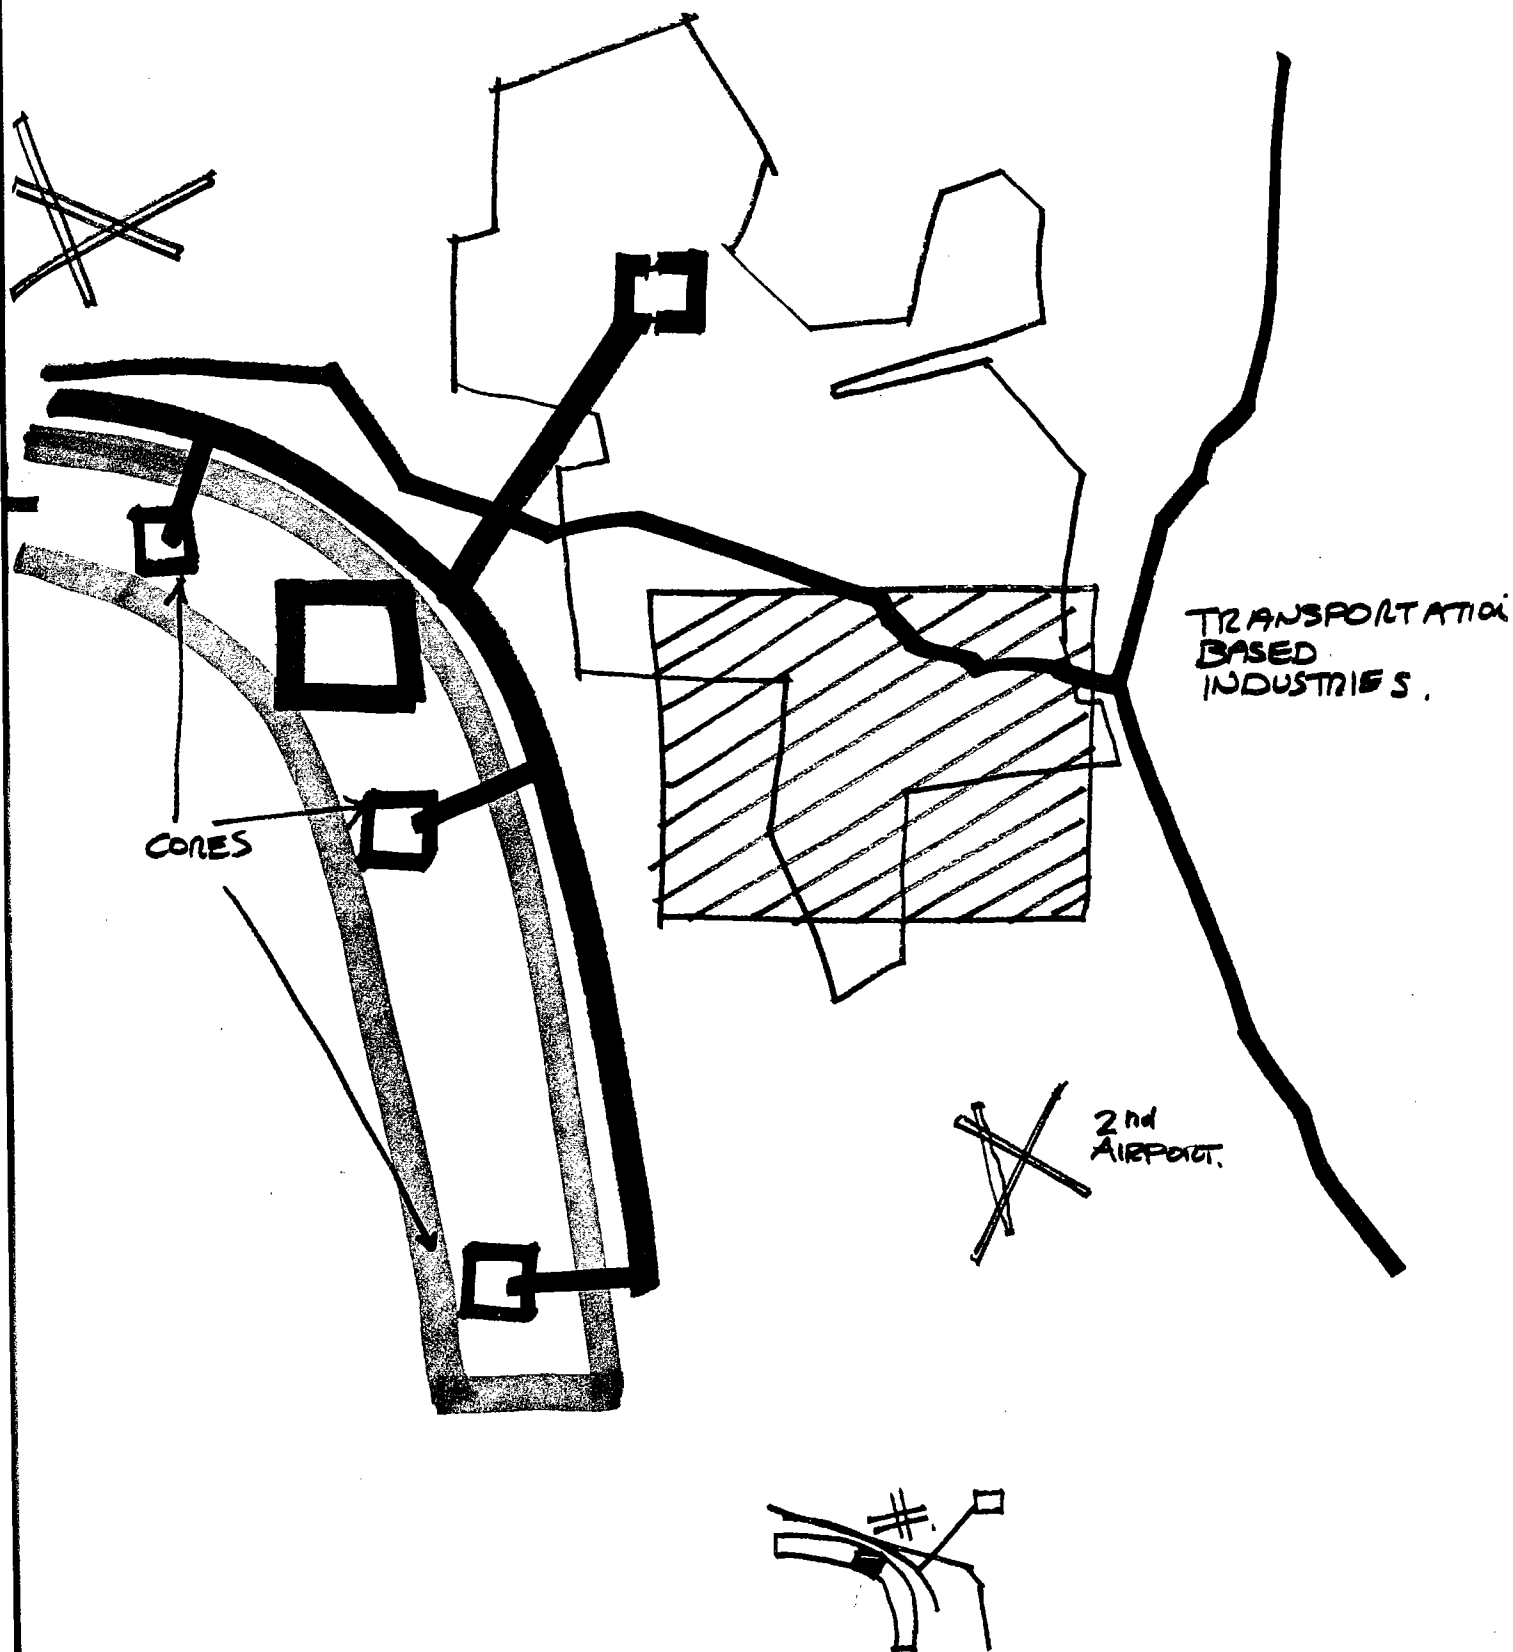 TRANSPORTATION
BASED
INDUSTRIES.
CORES
2nd
AIRPORT.